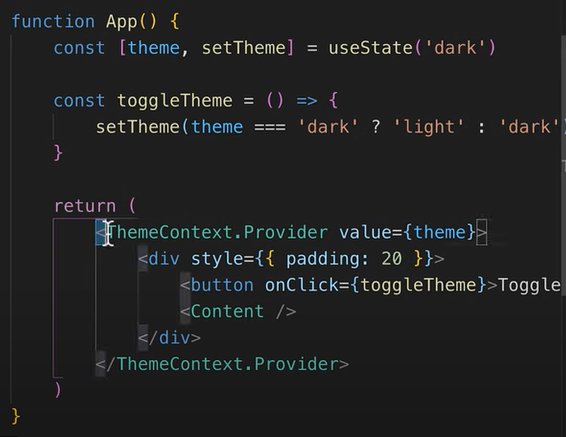 function App() {
const [theme, setTheme] = useState('dark')
const toggleTheme = () => {
setTheme(theme === 'dark' ? 'light' : 'dark')
}
return (
<ThemeContext.Provider value={theme}>
<div style={{ padding: 20 }}>
<button onClick={toggleTheme}>Toggle
<Content />
</div>
</ThemeContext.Provider>
)
}